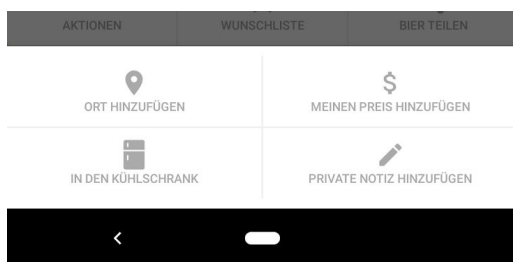 AKTIONEN
WUNSCHLISTE
BIER TEILEN
ORT HINZUFÜGEN
$
MEINEN PREIS HINZUFÜGEN
IN DEN KÜHLSCHRANK
PRIVATE NOTIZ HINZUFÜGEN